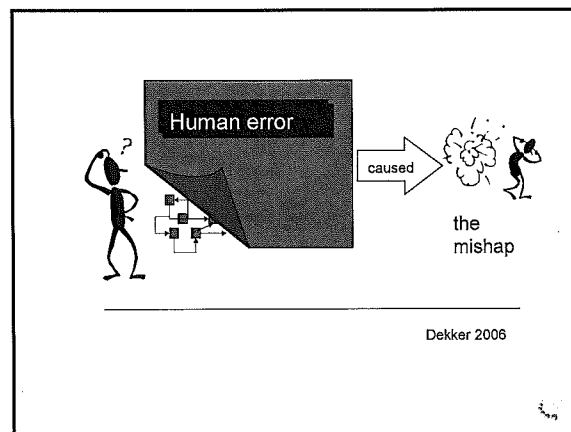 ?
Human error
caused
the
mishap
Dekker 2006